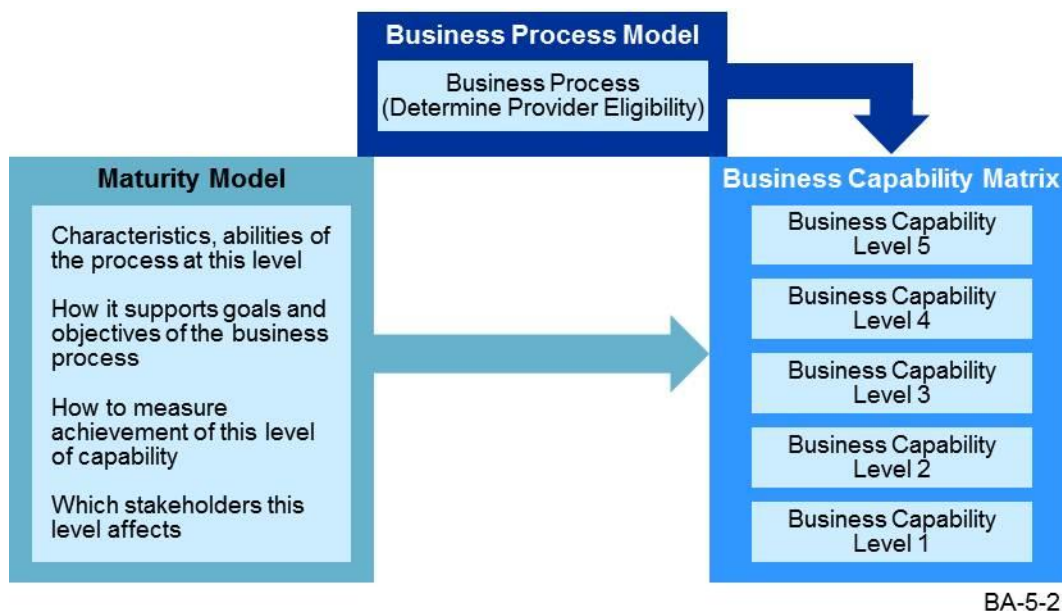 Business Process Model
Business Process
(Determine Provider Eligibility)
Maturity Model
Characteristics, abilities of
the process at this level
How it supports goals and
objectives of the business
process
How to measure
achievement of this level
of capability
Which stakeholders this
level affects
Business Capability Matrix
Business Capability
Level 5
Business Capability
Level 4
Business Capability
Level 3
Business Capability
Level 2
Business Capability
Level 1
BA-5-2